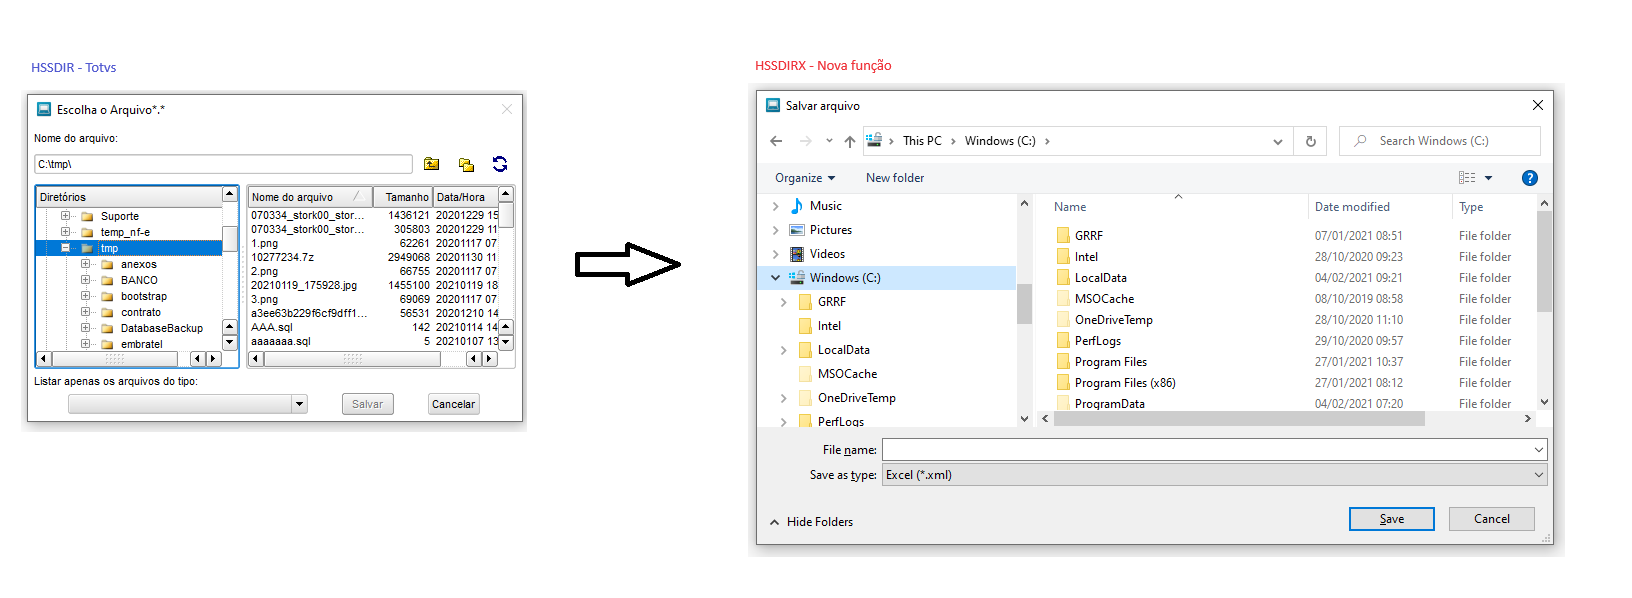 HSSDIR - Totvs
Escolha o Arquivo*.*
Nome do arquivo:
C:\tmp\
Diretórios
Suporte
temp_nf-e
tmp
anexos
BANCO
bootstrap
contrato
DatabaseBackup
embratel
Nome do arquivo Tamanho Data/Hora
070334_stork00_stor... 1436121 20201229 15
070334_stork00_stor... 305803 20201229 11
1.png 62261 20201117 07
10277234.7z 2949068 20201130 11
2.png 66755 20201117 07
20210119_175928.jpg 1455100 20210119 18
3.png 69069 20201117 07
a3ee63b229f6cf9dff1... 56531 20201210 14
AAA.sql 142 20210114 14
aaaaaaa.sql 5 20210107 13
Listar apenas os arquivos do tipo:
Salvar Cancelar
HSSDIRX - Nova função
Salvar arquivo
This PC Windows (C:)
Search Windows (C:)
Organize New folder
Music
Pictures
Videos
Windows (C:)
GRRF
Intel
LocalData
MSOCache
OneDriveTemp
PerfLogs
Name Date modified Type
GRRF 07/01/2021 08:51 File folder
Intel 28/10/2020 09:23 File folder
LocalData 04/02/2021 09:21 File folder
MSOCache 08/10/2019 08:58 File folder
OneDriveTemp 28/10/2020 11:10 File folder
PerfLogs 29/10/2020 09:57 File folder
Program Files 27/01/2021 10:37 File folder
Program Files (x86) 27/01/2021 08:12 File folder
ProgramData 04/02/2021 07:20 File folder
File name:
Save as type: Excel (*.xml)
Hide Folders
Save Cancel